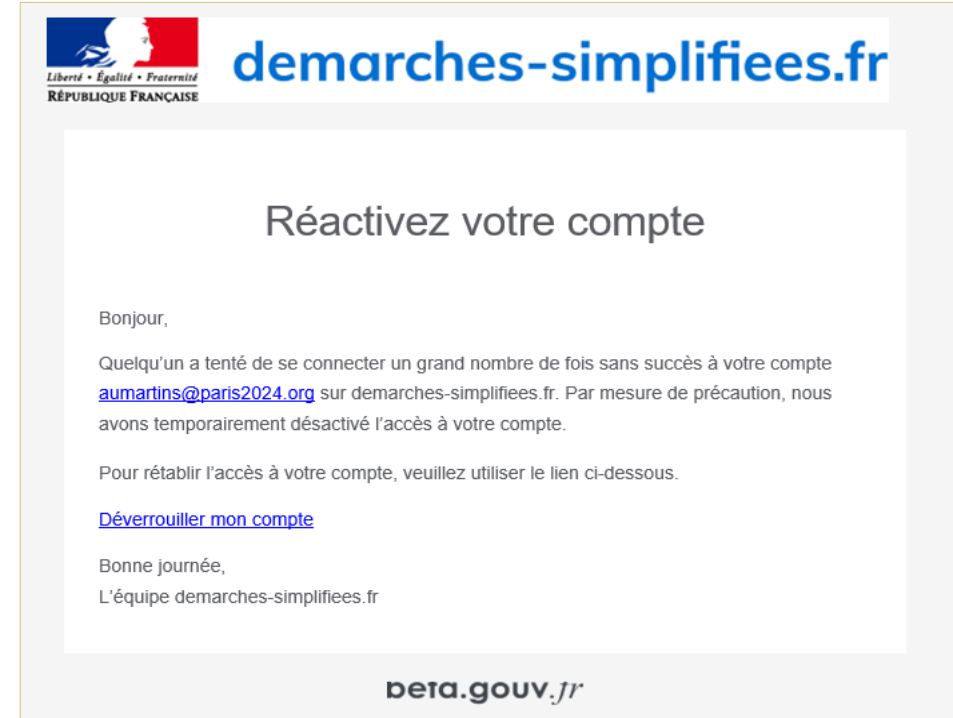 Liberté • Égalité • Fraternité
RÉPUBLIQUE FRANÇAISE
demarches-simplifiees.fr
Réactivez votre compte
Bonjour,
Quelqu’un a tenté de se connecter un grand nombre de fois sans succès à votre compte
aumartins@paris2024.org sur demarches-simplifiees.fr. Par mesure de précaution, nous
avons temporairement désactivé l’accès à votre compte.
Pour rétablir l’accès à votre compte, veuillez utiliser le lien ci-dessous.
Déverrouiller mon compte
Bonne journée,
L’équipe demarches-simplifiees.fr
beta.gouv.fr